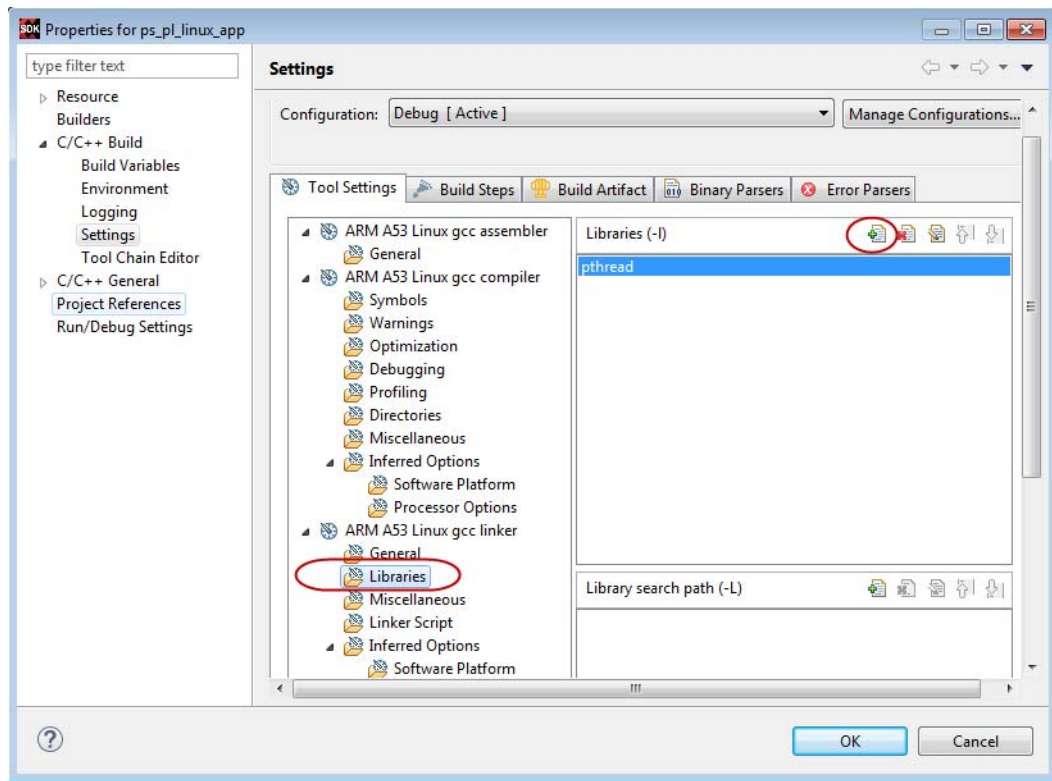 SDK Properties for ps_pl_linux_app
type filter text
Resource
Builders
C/C++ Build
Build Variables
Environment
Logging
Settings
Tool Chain Editor
C/C++ General
Project References
Run/Debug Settings
Settings
Configuration: Debug [ Active ] Manage Configurations...
Tool Settings Build Steps Build Artifact Binary Parsers Error Parsers
ARM A53 Linux gcc assembler
General
ARM A53 Linux gcc compiler
Symbols
Warnings
Optimization
Debugging
Profiling
Directories
Miscellaneous
Inferred Options
Software Platform
Processor Options
ARM A53 Linux gcc linker
General
Libraries
Miscellaneous
Linker Script
Inferred Options
Software Platform
Libraries (-l)
pthread
Library search path (-L)
OK Cancel